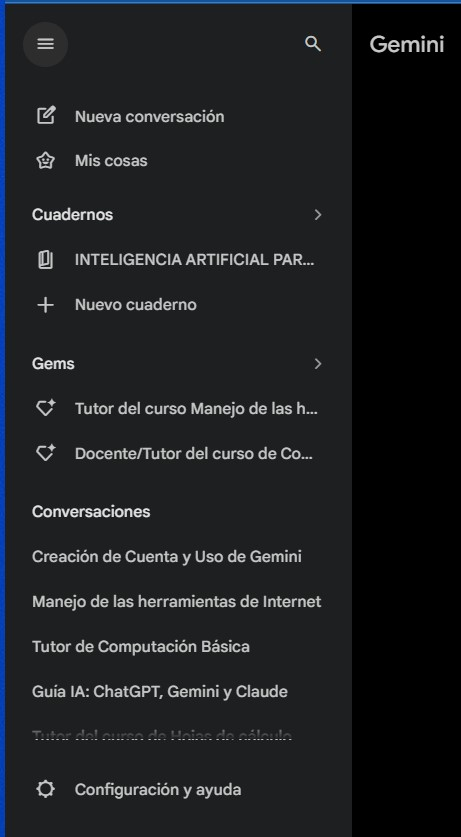 Gemini
Nueva conversación
Mis cosas
Cuadernos
INTELIGENCIA ARTIFICIAL PAR...
Nuevo cuaderno
Gems
Tutor del curso Manejo de las h...
Docente/Tutor del curso de Co...
Conversaciones
Creación de Cuenta y Uso de Gemini
Manejo de las herramientas de Internet
Tutor de Computación Básica
Guía IA: ChatGPT, Gemini y Claude
Tutor del curso de Hojas de cálculo
Configuración y ayuda